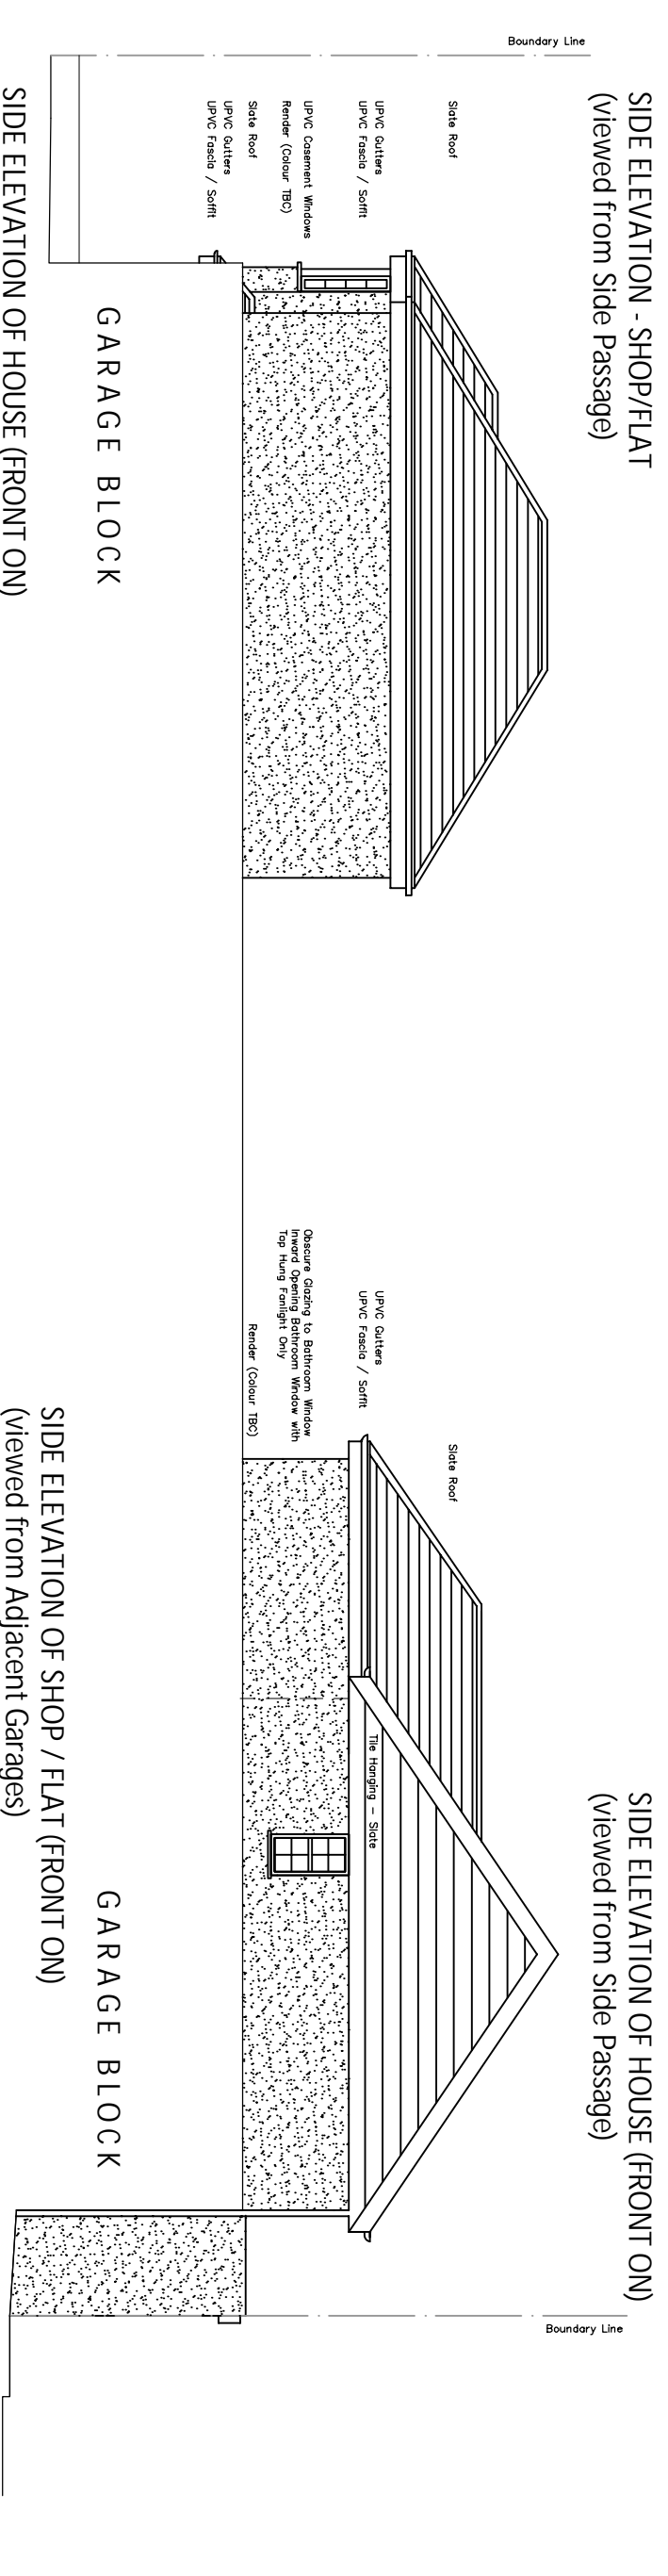 SIDE ELEVATION - SHOP/FLAT
(viewed from Side Passage)
Boundary Line
Slate Roof
UPVC Gutters
UPVC Fascia / Soffit
UPVC Casement Windows
Render (Colour TBC)
Slate Roof
UPVC Gutters
UPVC Fascia / Soffit
GARAGE BLOCK
SIDE ELEVATION OF HOUSE (FRONT ON)
SIDE ELEVATION OF HOUSE (FRONT ON)
(viewed from Side Passage)
Boundary Line
Slate Roof
UPVC Gutters
UPVC Fascia / Soffit
Tile Hanging - Slate
Obscure Glazing to Bathroom Window
Inward Opening Bathroom Window with
Top Hung Fanlight Only
Render (Colour TBC)
GARAGE BLOCK
SIDE ELEVATION OF SHOP / FLAT (FRONT ON)
(viewed from Adjacent Garages)